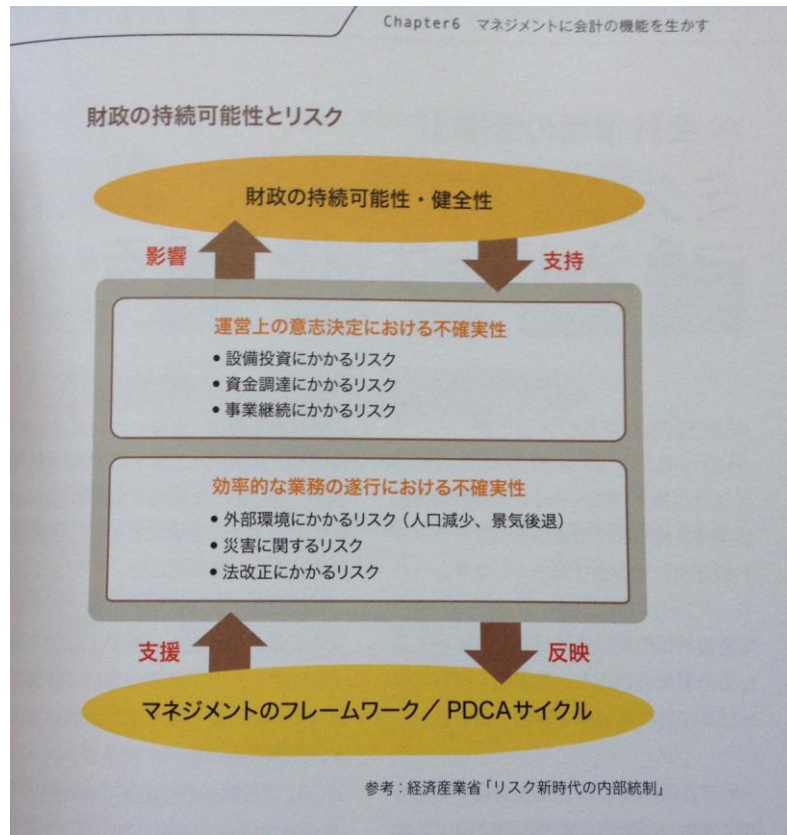 Chapter6 マネジメントに会計の機能を生かす
財政の持続可能性とリスク
財政の持続可能性・健全性
影響
支持
運営上の意志決定における不確実性
• 設備投資にかかるリスク
• 資金調達にかかるリスク
• 事業継続にかかるリスク
効率的な業務の遂行における不確実性
• 外部環境にかかるリスク（人口減少、景気後退）
• 災害に関するリスク
• 法改正にかかるリスク
支援
反映
マネジメントのフレームワーク／PDCAサイクル
参考：経済産業省「リスク新時代の内部統制」